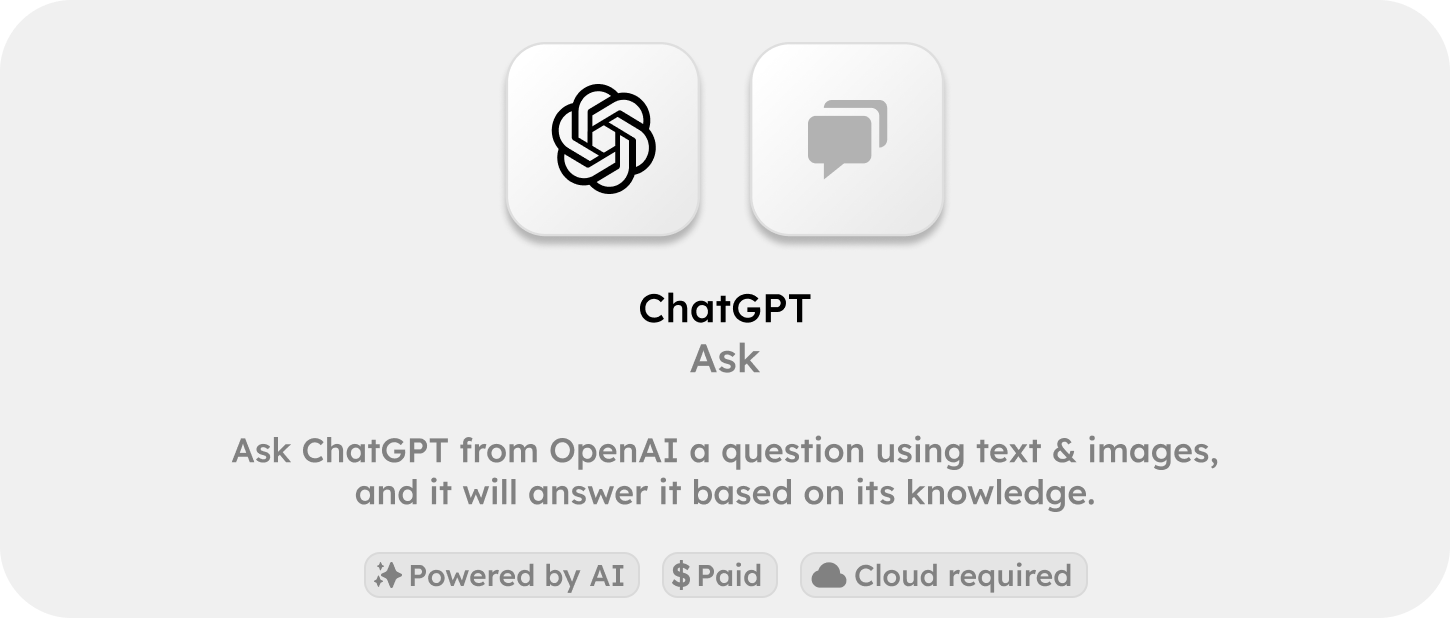 ChatGPT
Ask
Ask ChatGPT from OpenAI a question using text & images,
and it will answer it based on its knowledge.
Powered by AI
$ Paid
Cloud required